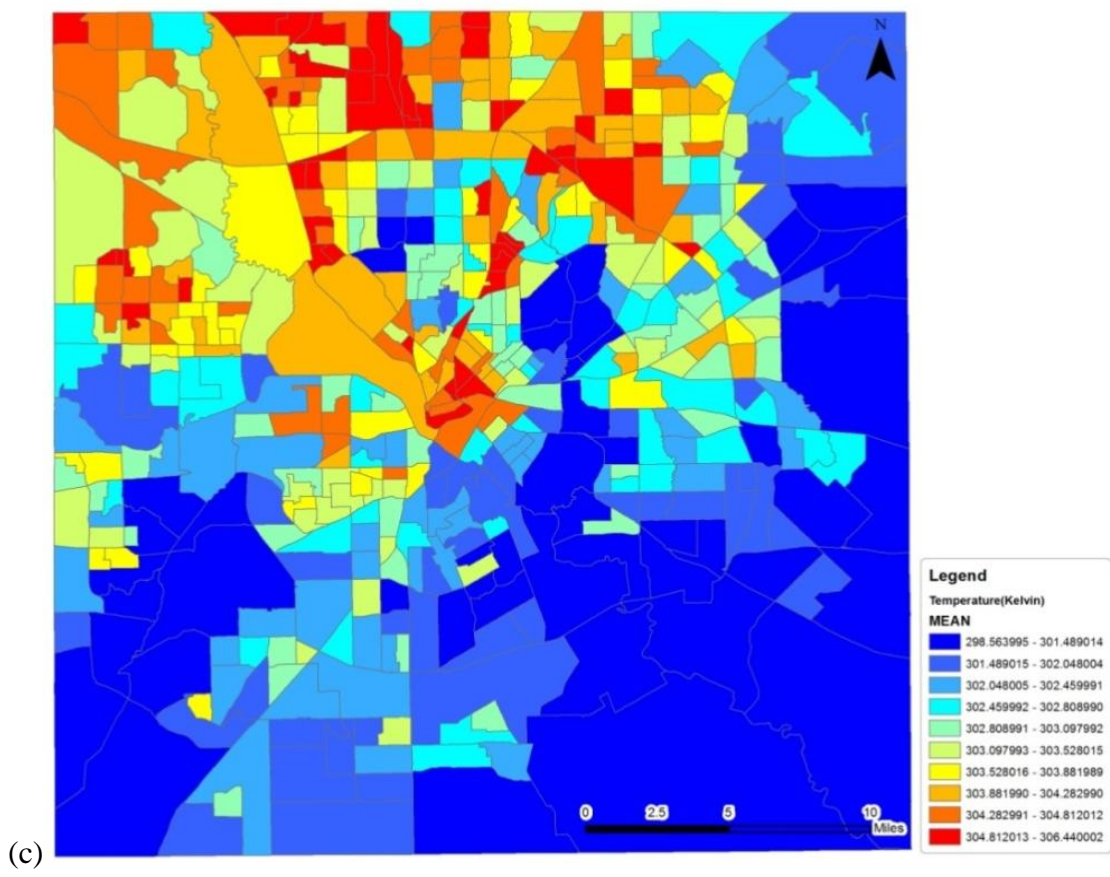 N
0 2.5 5 10
Miles
Legend
Temperature(Kelvin)
MEAN
298.563995 - 301.489014
301.489015 - 302.048004
302.048005 - 302.459991
302.459992 - 302.808990
302.808991 - 303.097992
303.097993 - 303.528015
303.528016 - 303.881989
303.881990 - 304.282990
304.282991 - 304.812012
304.812013 - 306.440002
(c)